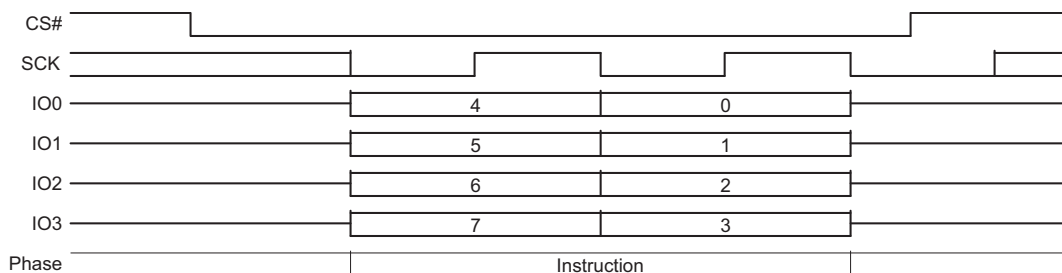 CS#
SCK
IO0 4 0
IO1 5 1
IO2 6 2
IO3 7 3
Phase Instruction